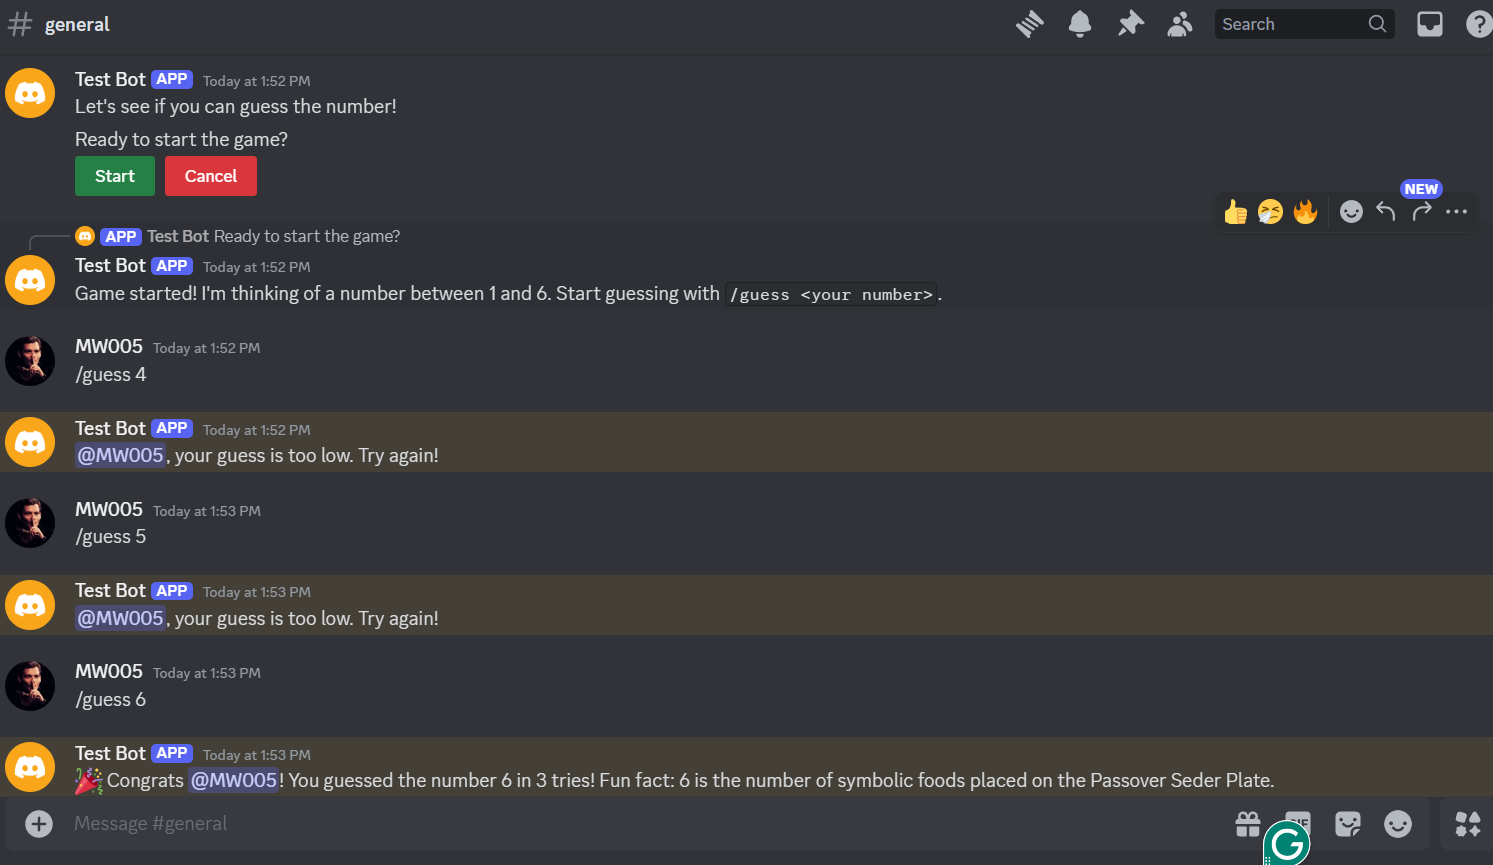 general
Search
Test Bot APP Today at 1:52 PM
Let's see if you can guess the number!
Ready to start the game?
Start Cancel
NEW
APP Test Bot Ready to start the game?
Test Bot APP Today at 1:52 PM
Game started! I'm thinking of a number between 1 and 6. Start guessing with /guess <your number>.
MW005 Today at 1:52 PM
/guess 4
Test Bot APP Today at 1:52 PM
@MW005, your guess is too low. Try again!
MW005 Today at 1:53 PM
/guess 5
Test Bot APP Today at 1:53 PM
@MW005, your guess is too low. Try again!
MW005 Today at 1:53 PM
/guess 6
Test Bot APP Today at 1:53 PM
🎉 Congrats @MW005! You guessed the number 6 in 3 tries! Fun fact: 6 is the number of symbolic foods placed on the Passover Seder Plate.
Message #general